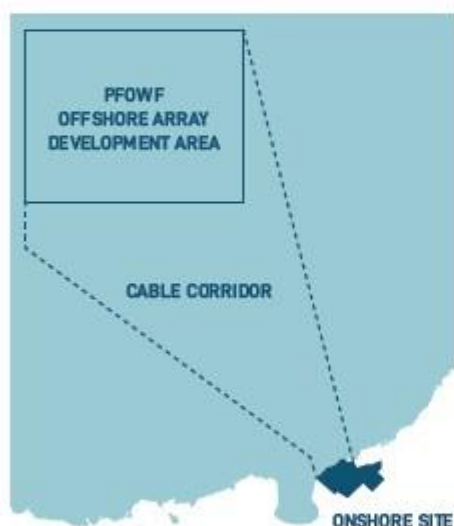 PFOWF
OFFSHORE ARRAY
DEVELOPMENT AREA
CABLE CORRIDOR
ONSHORE SITE